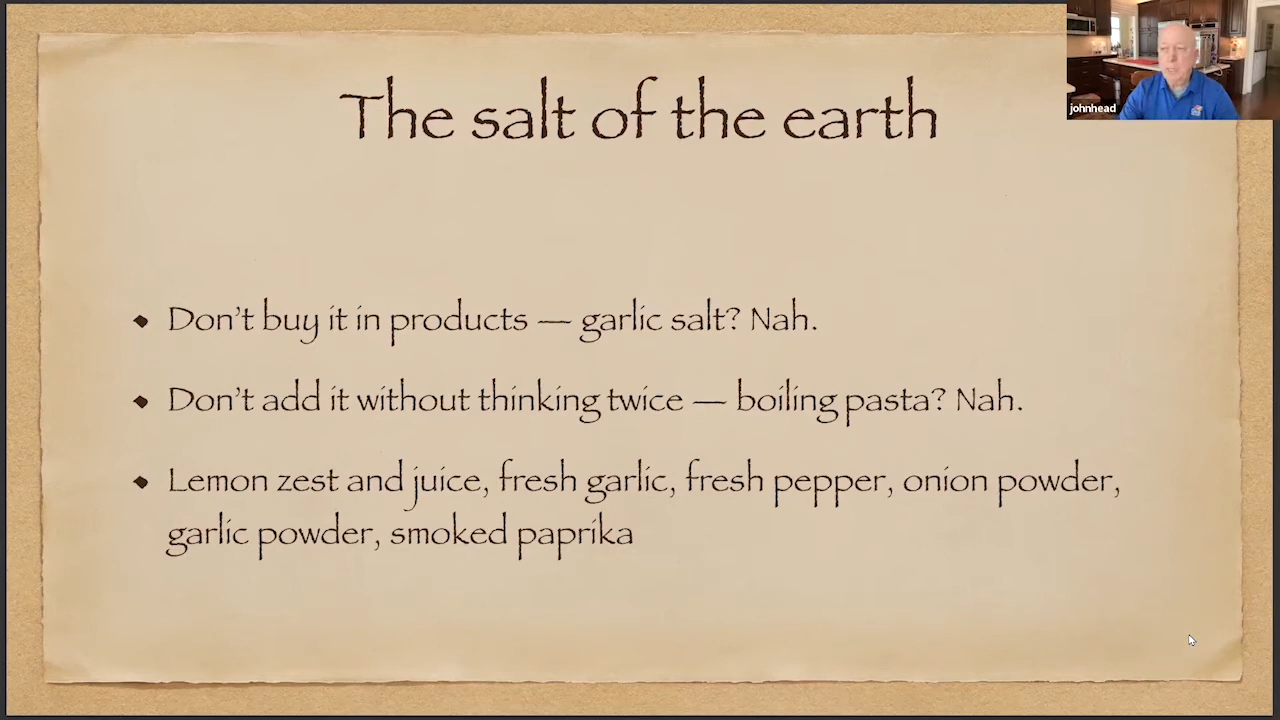 The salt of the earth
johnhead
Don't buy it in products — garlic salt? Nah.
Don't add it without thinking twice — boiling pasta? Nah.
Lemon zest and juice, fresh garlic, fresh pepper, onion powder,
garlic powder, smoked paprika